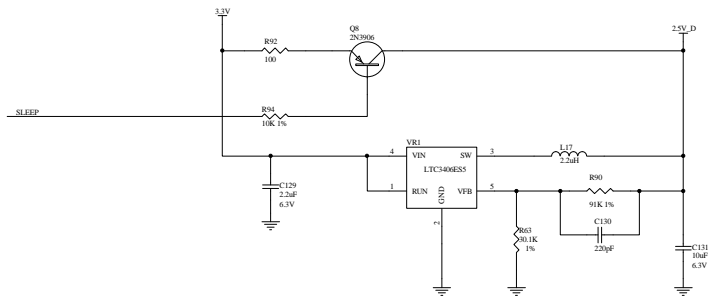 3.3V
Q8
2N3906
2.5V_D
R92
100
SLEEP
R94
10K 1%
VR1
4
VIN
SW
3
LTC3406ES5
L17
2.2uH
C129
2.2uF
6.3V
1
RUN
VFB
5
GND
2
R90
91K 1%
C130
220pF
R63
30.1K
1%
C131
10uF
6.3V